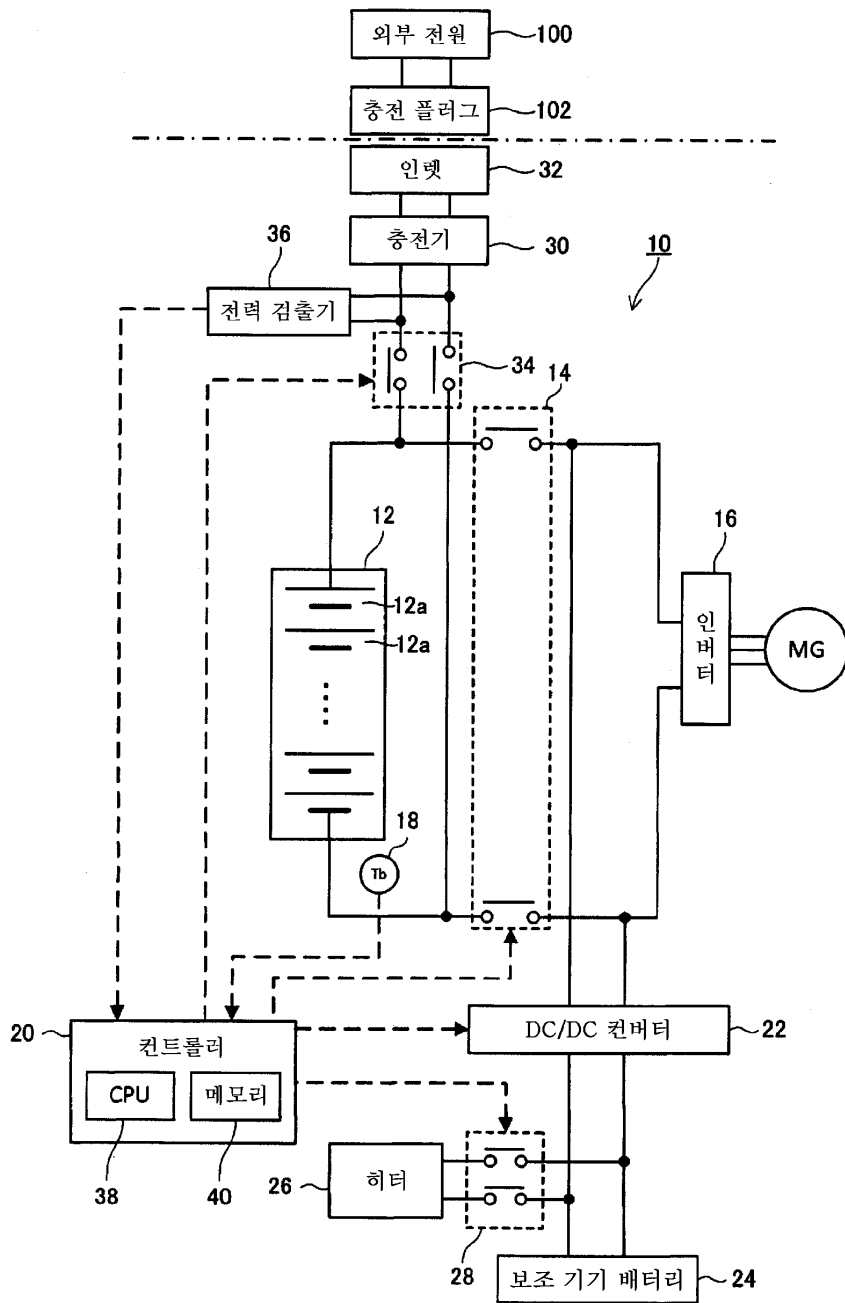 외부 전원
100
충전 플러그
102
인렛
32
충전기
30
36
10
전력 검출기
34
14
12
16
12a
12a
인버터
MG
18
Tb
20
컨트롤러
DC/DC 컨버터
22
CPU
메모리
38
40
26
히터
28
보조 기기 배터리
24